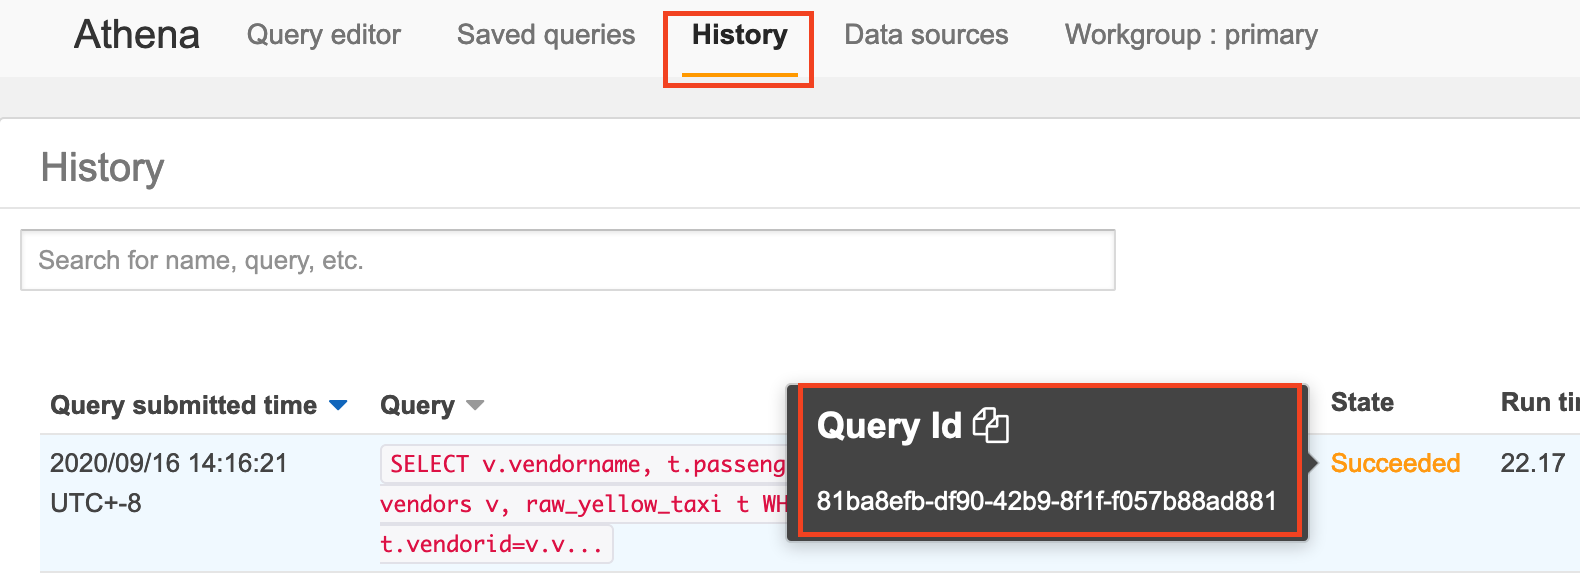 Athena Query editor Saved queries History Data sources Workgroup : primary
History
Search for name, query, etc.
Query submitted time Query State Run
Query Id
2020/09/16 14:16:21 SELECT v.vendorname, t.passeng Succeeded 22.17
UTC+-8 vendors v, raw_yellow_taxi t WH 81ba8efb-df90-42b9-8f1f-f057b88ad881
t.vendorid=v.v...